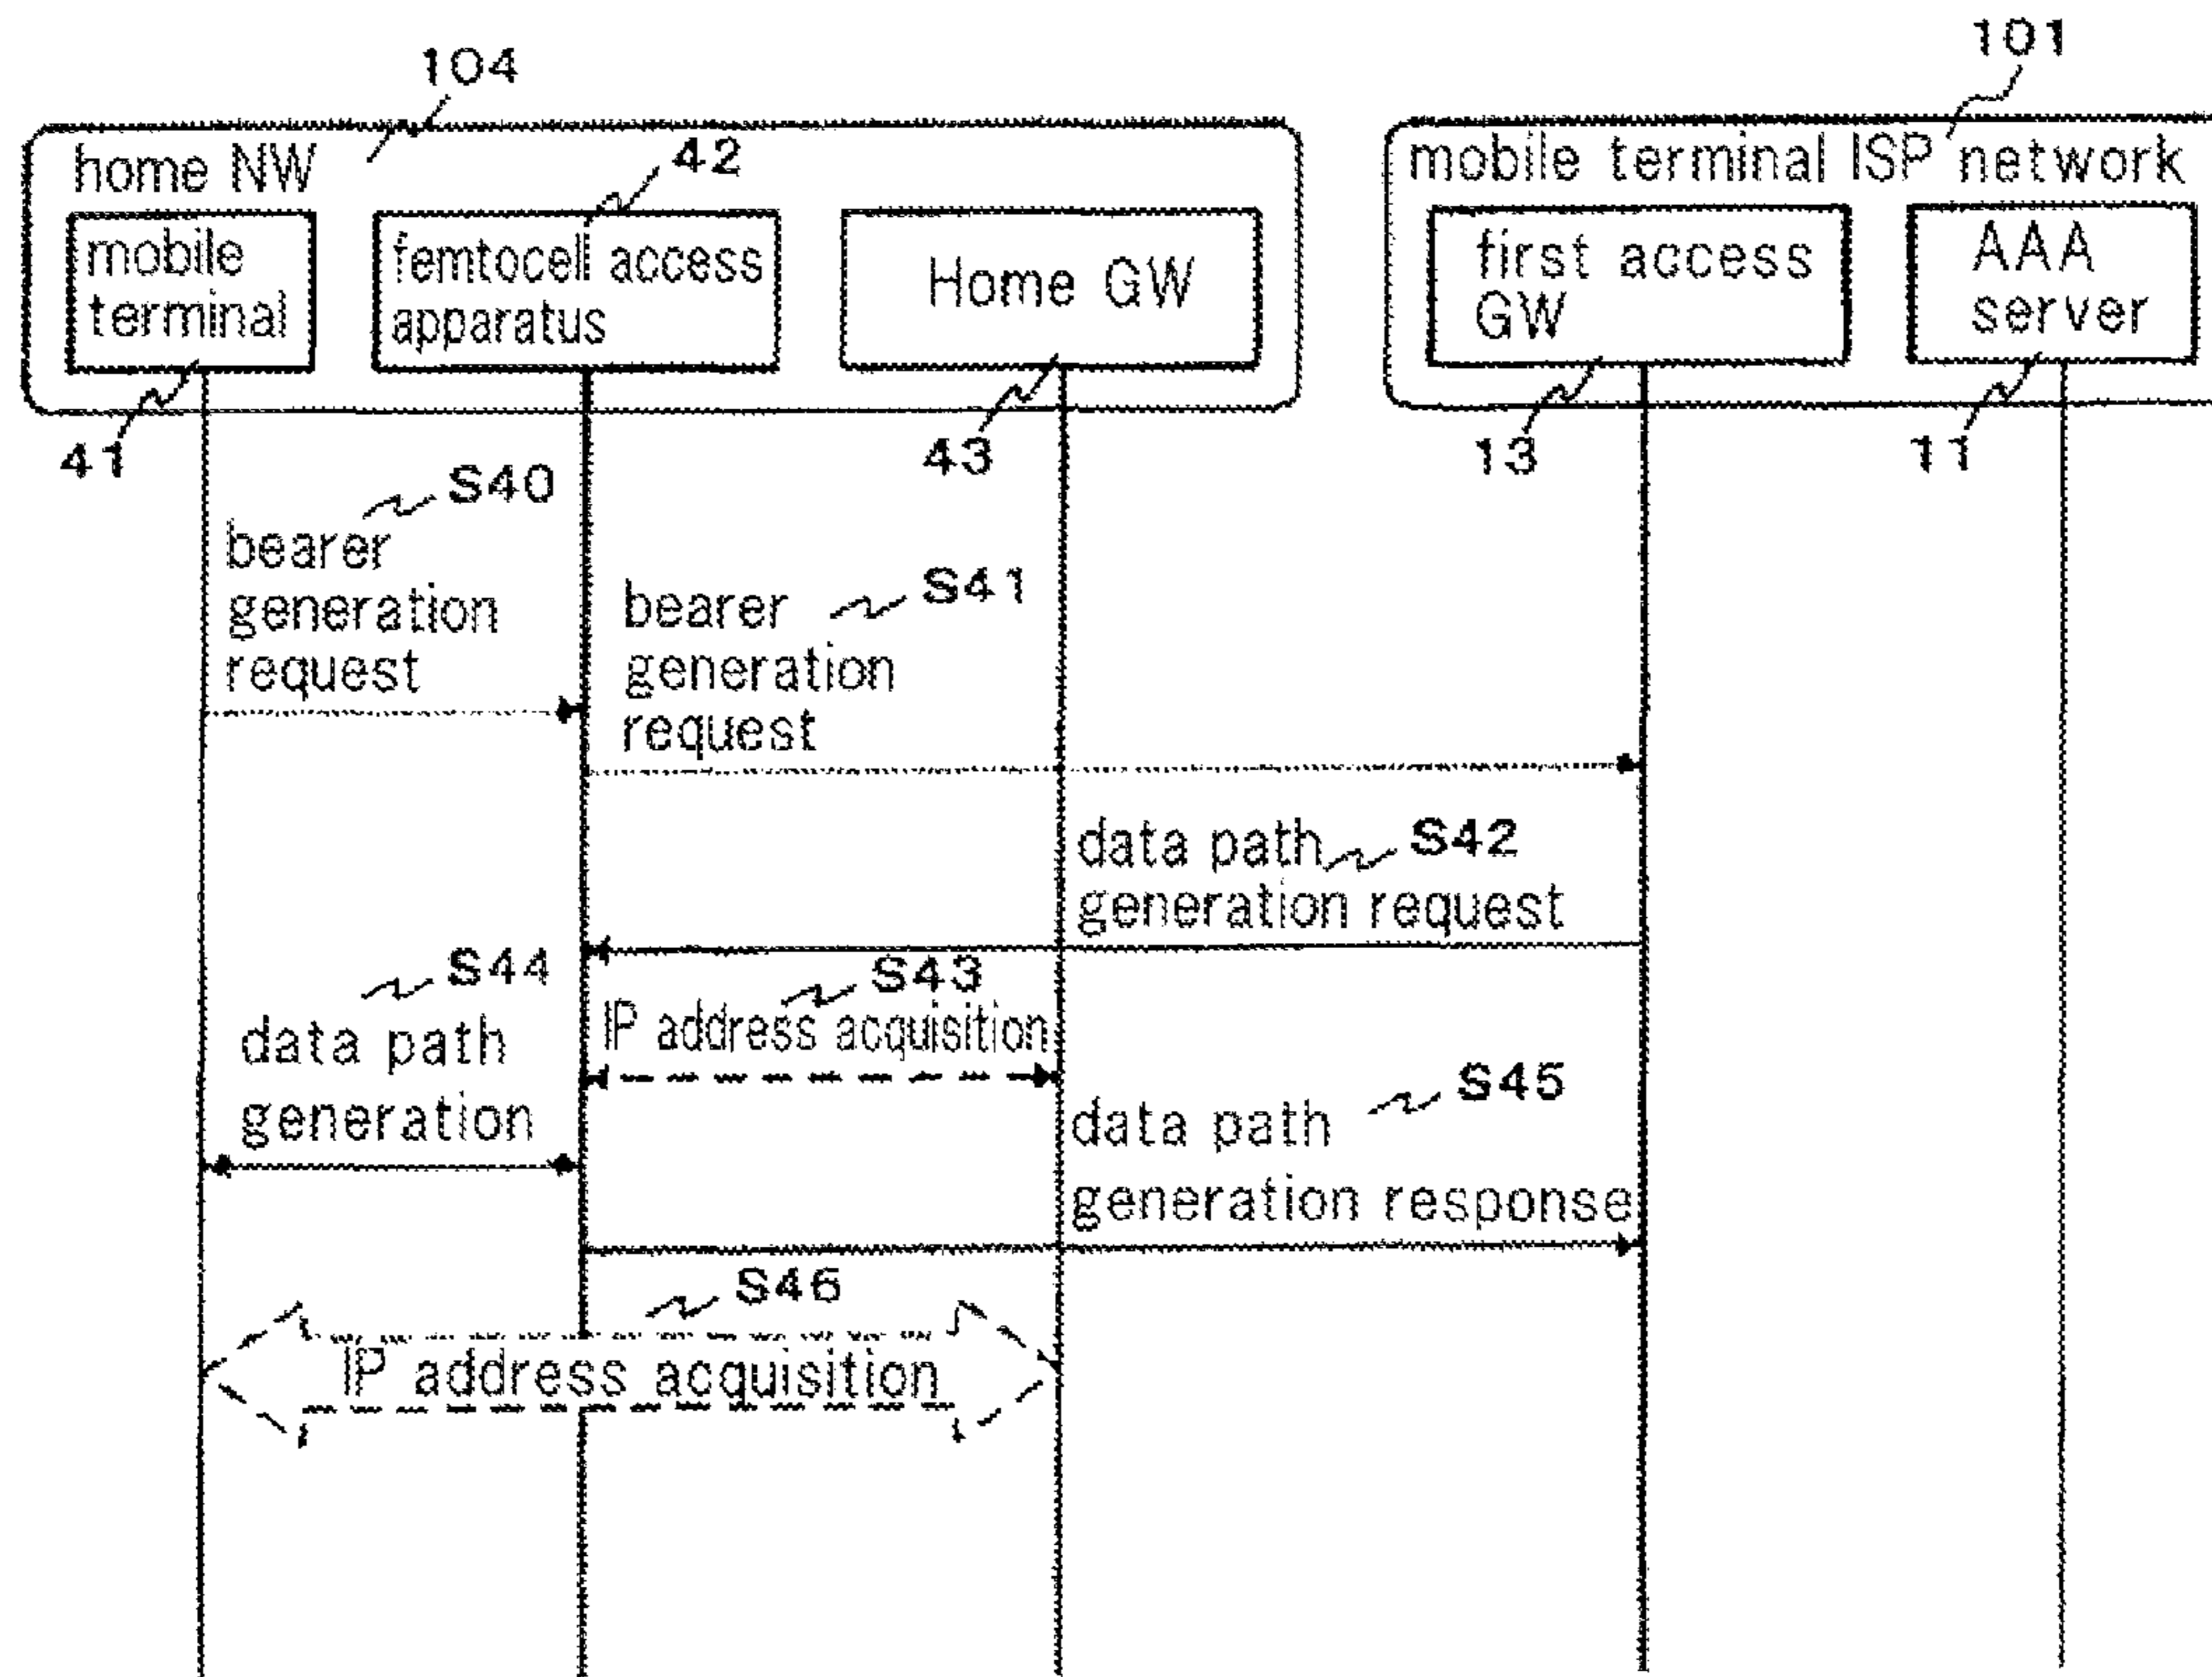 104
101
home NW
42
mobile terminal ISP network
mobile
terminal
femtocell access
apparatus
Home GW
first access
GW
AAA
server
41
43
13
11
S40
bearer
generation
request
S41
bearer
generation
request
data path
S42
generation request
S44
data path
generation
S43
IP address acquisition
S45
data path
generation response
S46
IP address acquisition